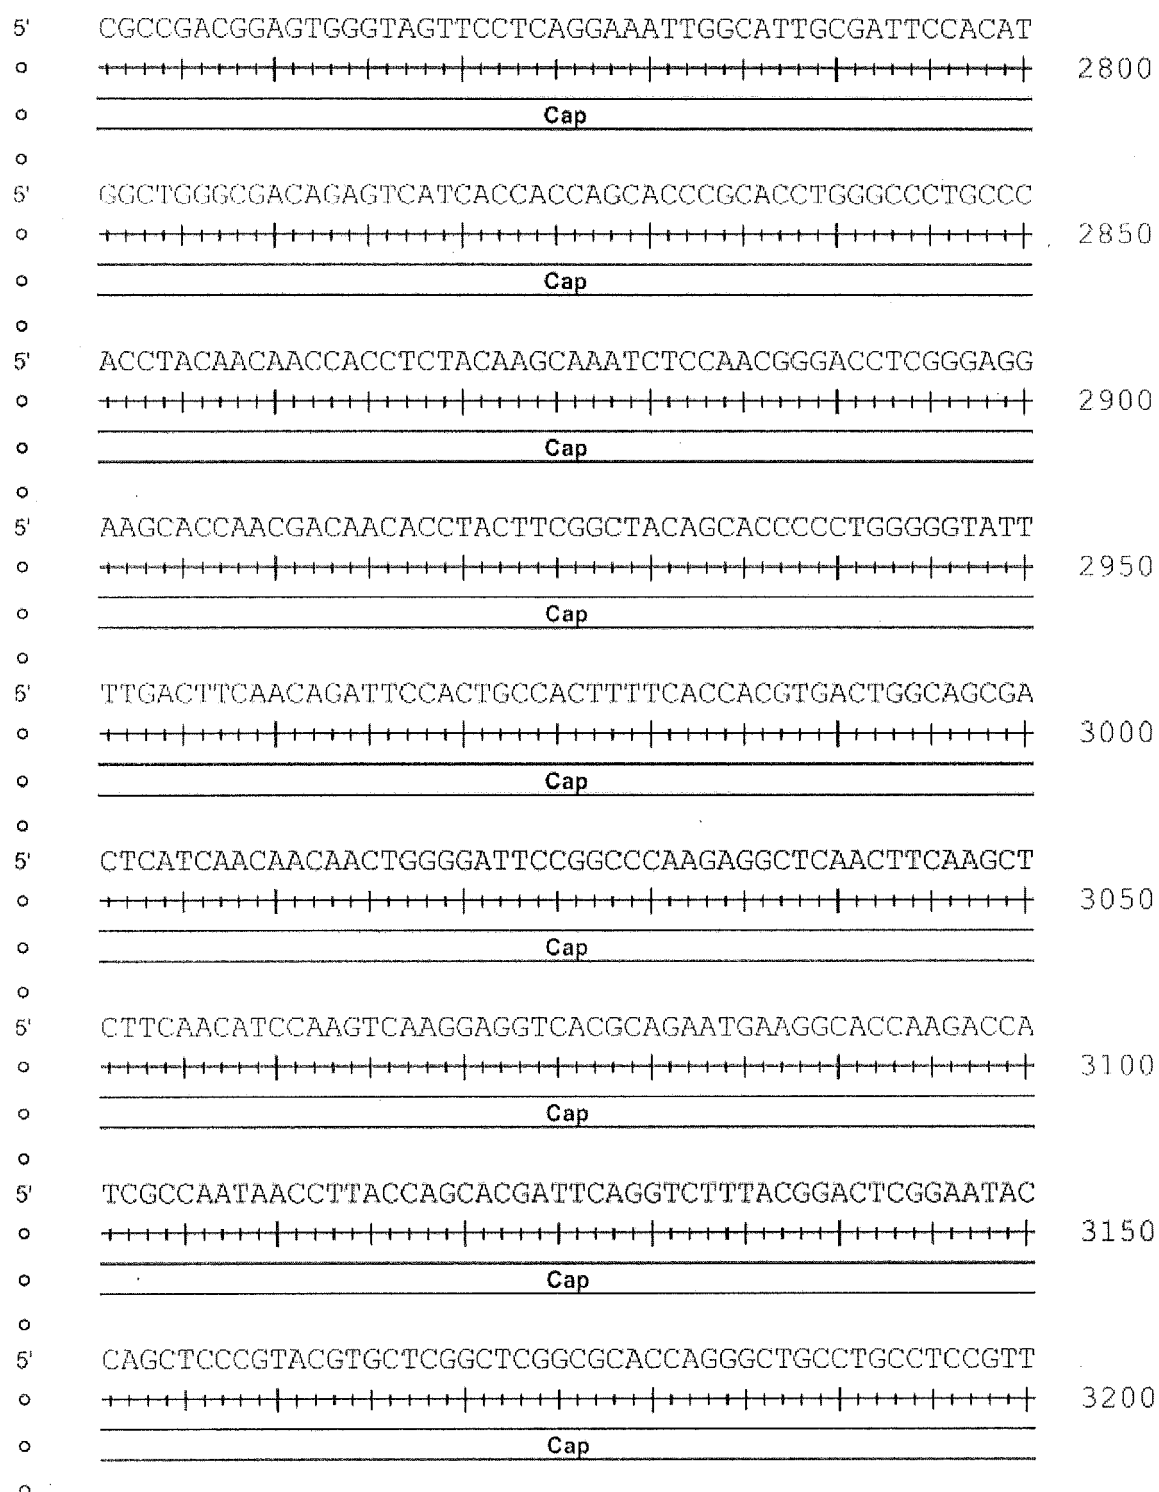 5' CGCCGACGGAGTGGGTAGTTCCTCAGGAAATTGGCATTGCGATTCCACAT
2800
Cap
5' GGCTGGGCGACAGAGTCATCACCACCAGCACCCGCACCTGGGCCCTGCCC
2850
Cap
5' ACCTACAACAACCACCTCTACAAGCAAATCTCCAACGGGACCTCGGGAGG
2900
Cap
5' AAGCACCAACGACAACACCTACTTCGGCTACAGCACCCCCTGGGGGTATT
2950
Cap
5' TTGACTTCAACAGATTCCACTGCCACTTTTCACCACGTGACTGGCAGCGA
3000
Cap
5' CTCATCAACAACAACTGGGGATTCCGGCCCAAGAGGCTCAACTTCAAGCT
3050
Cap
5' CTTCAACATCCAAGTCAAGGAGGTCACGCAGAATGAAGGCACCAAGACCA
3100
Cap
5' TCGCCAATAACCTTACCAGCACGATTCAGGTCTTTACGGACTCGGAATAC
3150
Cap
5' CAGCTCCCGTACGTGCTCGGCTCGGCGCACCAGGGCTGCCTGCCTCCGTT
3200
Cap